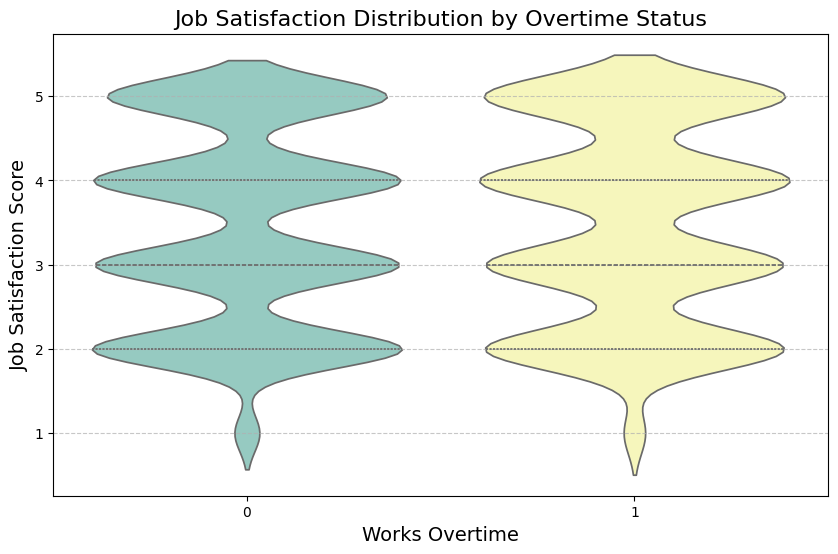 Job Satisfaction Distribution by Overtime Status
Job Satisfaction Score
5
4
3
2
1
0 1
Works Overtime